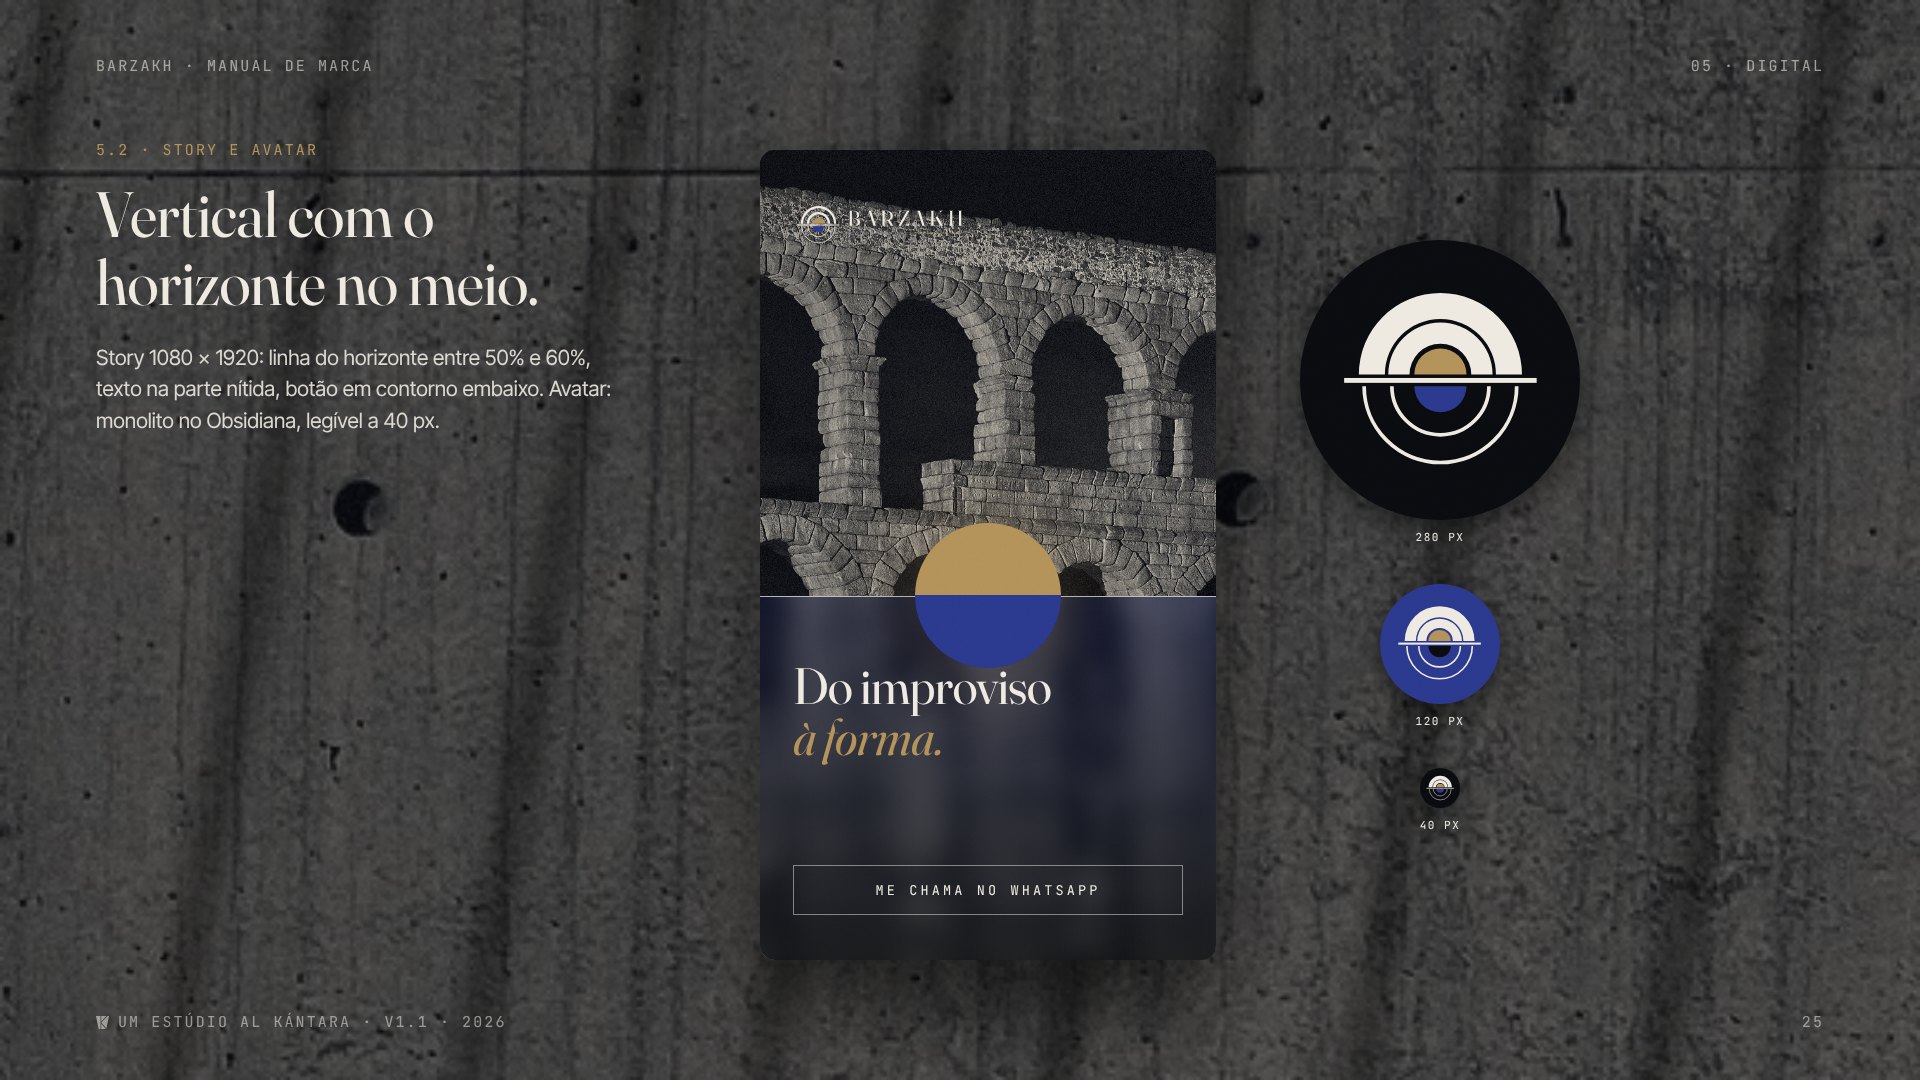 BARZAKH · MANUAL DE MARCA
05 · DIGITAL
5.2 · STORY E AVATAR
Vertical com o
horizonte no meio.
Story 1080 × 1920: linha do horizonte entre 50% e 60%,
texto na parte nítida, botão em contorno embaixo. Avatar:
monolito no Obsidiana, legível a 40 px.
BARZAKH
Do improviso
à forma.
ME CHAMA NO WHATSAPP
280 PX
120 PX
40 PX
UM ESTÚDIO AL KÁNTARA · V1.1 · 2026
25